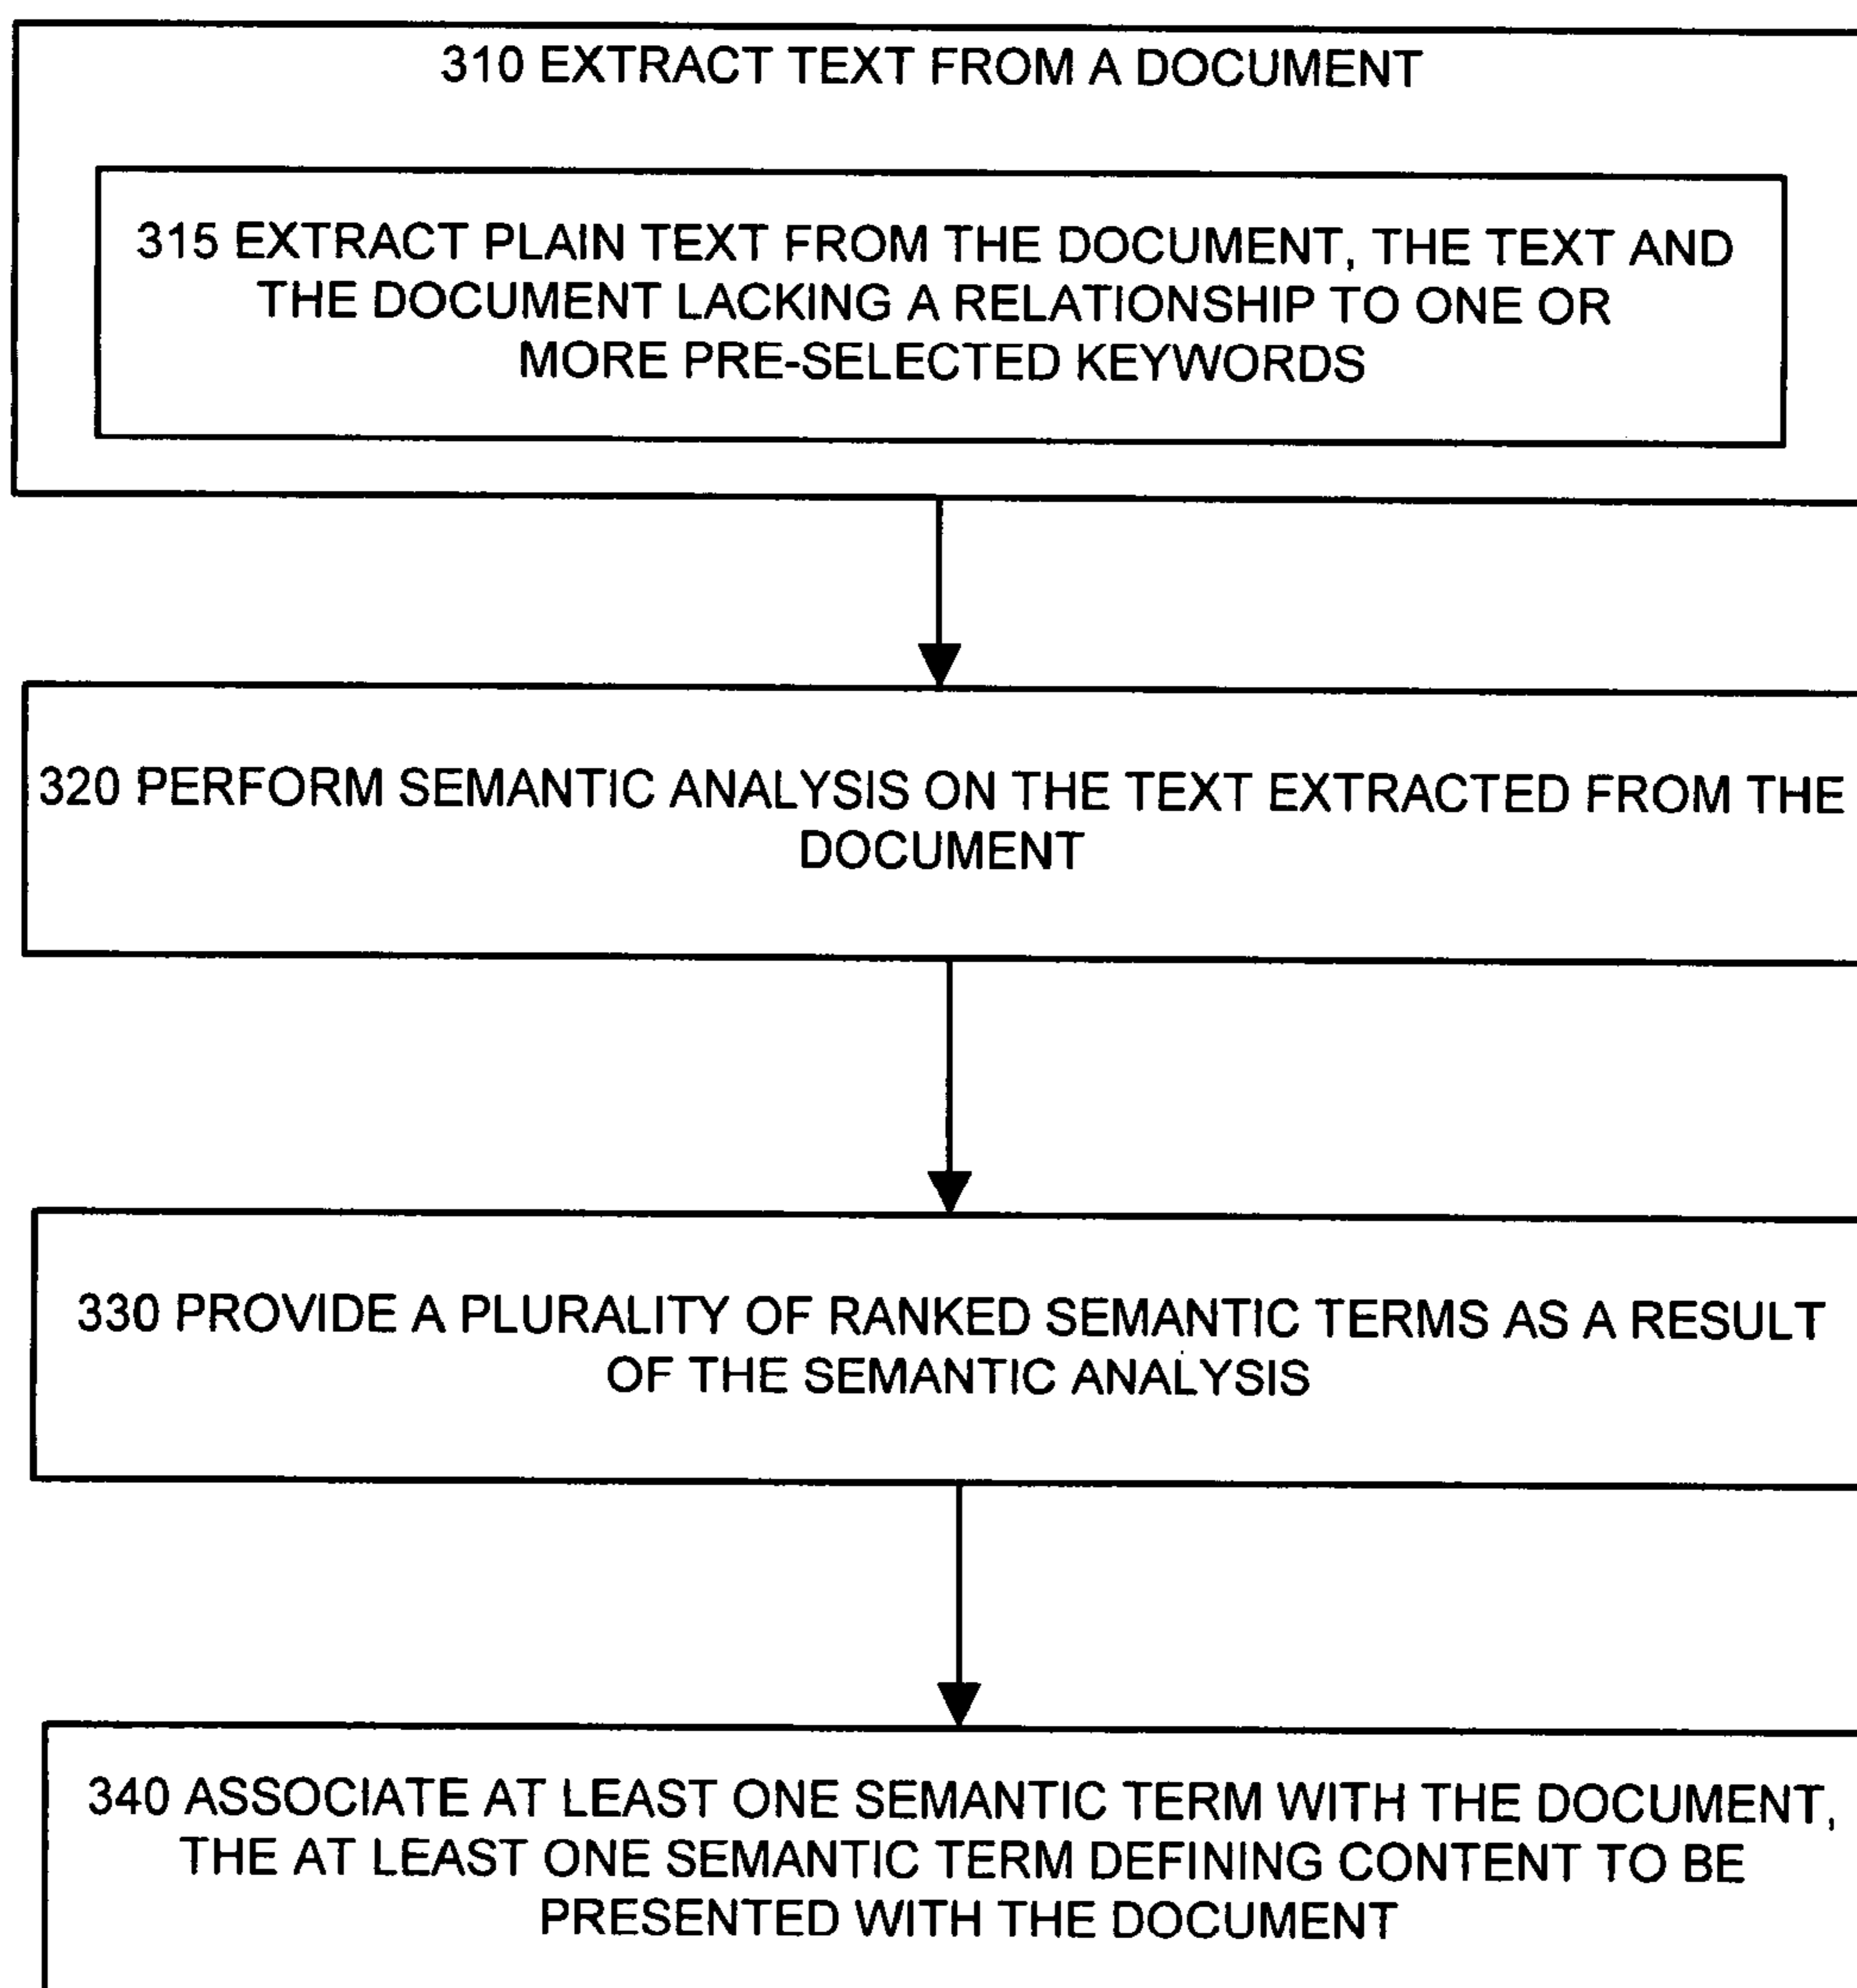 310 EXTRACT TEXT FROM A DOCUMENT
315 EXTRACT PLAIN TEXT FROM THE DOCUMENT, THE TEXT AND
THE DOCUMENT LACKING A RELATIONSHIP TO ONE OR
MORE PRE-SELECTED KEYWORDS
320 PERFORM SEMANTIC ANALYSIS ON THE TEXT EXTRACTED FROM THE
DOCUMENT
330 PROVIDE A PLURALITY OF RANKED SEMANTIC TERMS AS A RESULT
OF THE SEMANTIC ANALYSIS
340 ASSOCIATE AT LEAST ONE SEMANTIC TERM WITH THE DOCUMENT,
THE AT LEAST ONE SEMANTIC TERM DEFINING CONTENT TO BE
PRESENTED WITH THE DOCUMENT